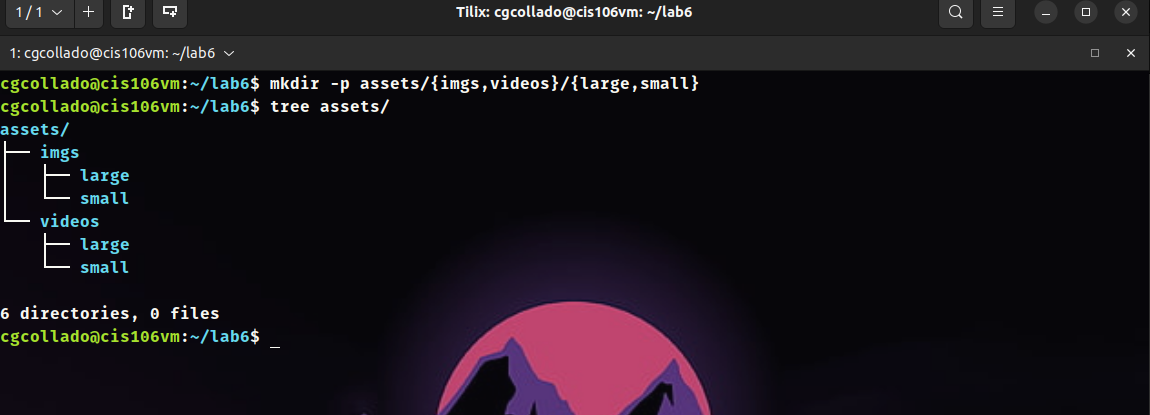 1 / 1
Tilix: cgcollado@cis106vm: ~/lab6
1: cgcollado@cis106vm: ~/lab6
cgcollado@cis106vm:~/lab6$ mkdir -p assets/{imgs,videos}/{large,small}
cgcollado@cis106vm:~/lab6$ tree assets/
assets/
├── imgs
│   ├── large
│   └── small
└── videos
    ├── large
    └── small
6 directories, 0 files
cgcollado@cis106vm:~/lab6$ _